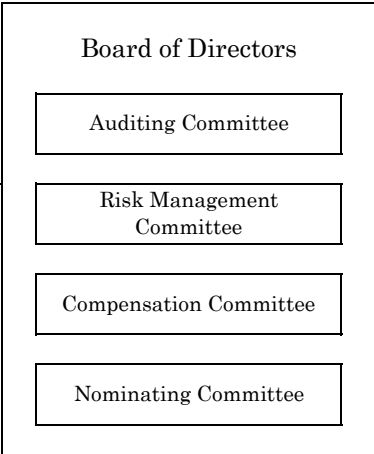 Board of Directors
Auditing Committee
Risk Management
Committee
Compensation Committee
Nominating Committee